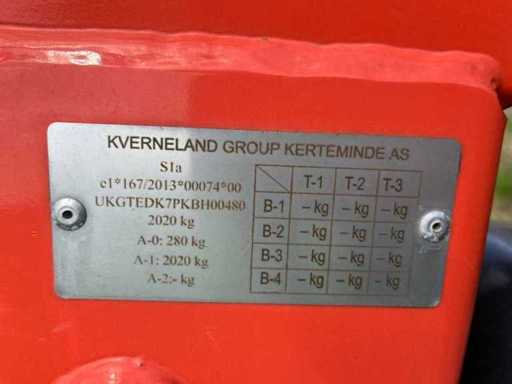 KVERNELAND GROUP KERTEMINDE AS
S1a
e1*167/2013*00074*00
UKGTEDK7PKBH00480
2020 kg
A-0: 280 kg
A-1: 2020 kg
A-2:- kg
T-1 T-2 T-3
B-1 – kg – kg – kg
B-2 – kg – kg – kg
B-3 – kg – kg – kg
B-4 – kg – kg – kg